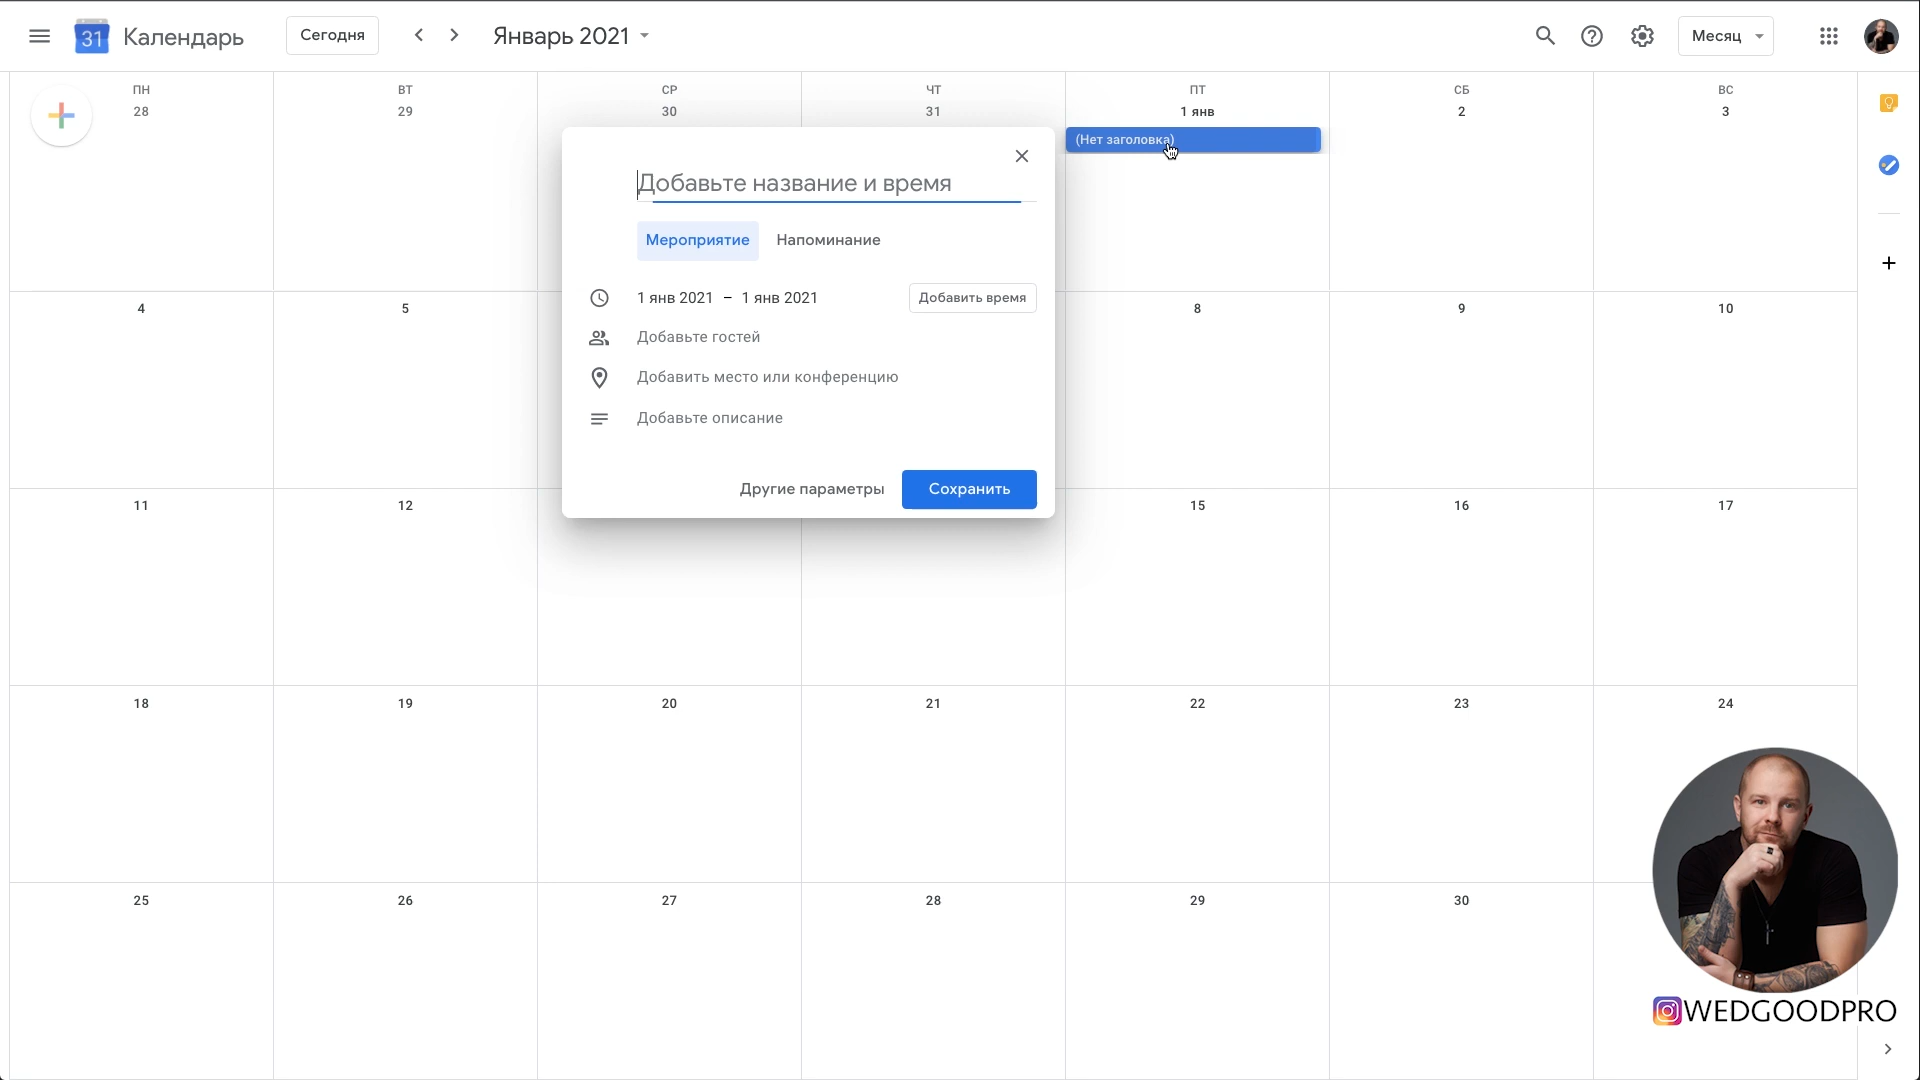 31 Календарь Сегодня Январь 2021 Месяц
ПН ВТ СР ЧТ ПТ СБ ВС
28 29 30 31 1 янв 2 3
(Нет заголовка)
Добавьте название и время
Мероприятие Напоминание
1 янв 2021 – 1 янв 2021 Добавить время
Добавьте гостей
Добавить место или конференцию
Добавьте описание
Другие параметры Сохранить
4 5 8 9 10
11 12 15 16 17
18 19 20 21 22 23 24
25 26 27 28 29 30
WEDGOODPRO